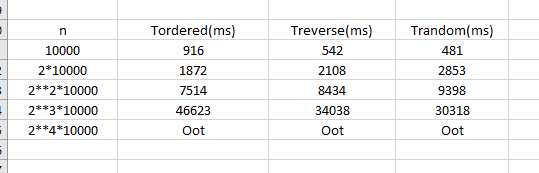 n Tordered(ms) Treverse(ms) Trandom(ms)
10000 916 542 481
2*10000 1872 2108 2853
2**2*10000 7514 8434 9398
2**3*10000 46623 34038 30318
2**4*10000 Oot Oot Oot